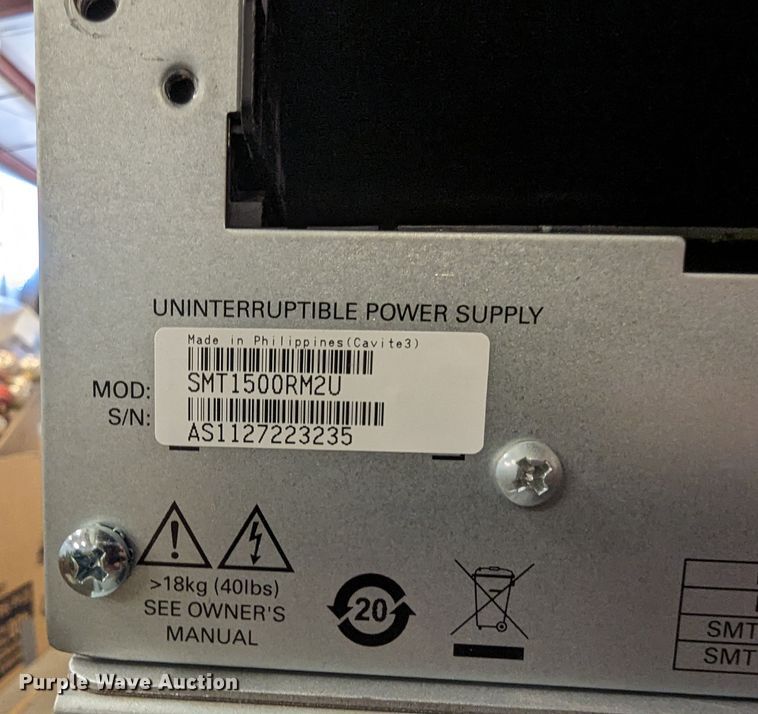 UNINTERRUPTIBLE POWER SUPPLY
Made in Philippines(Cavite3)
MOD: SMT1500RM2U
S/N: AS1127223235
>18kg (40lbs)
SEE OWNER'S
MANUAL
20
SMT
SMT
Purple Wave Auction